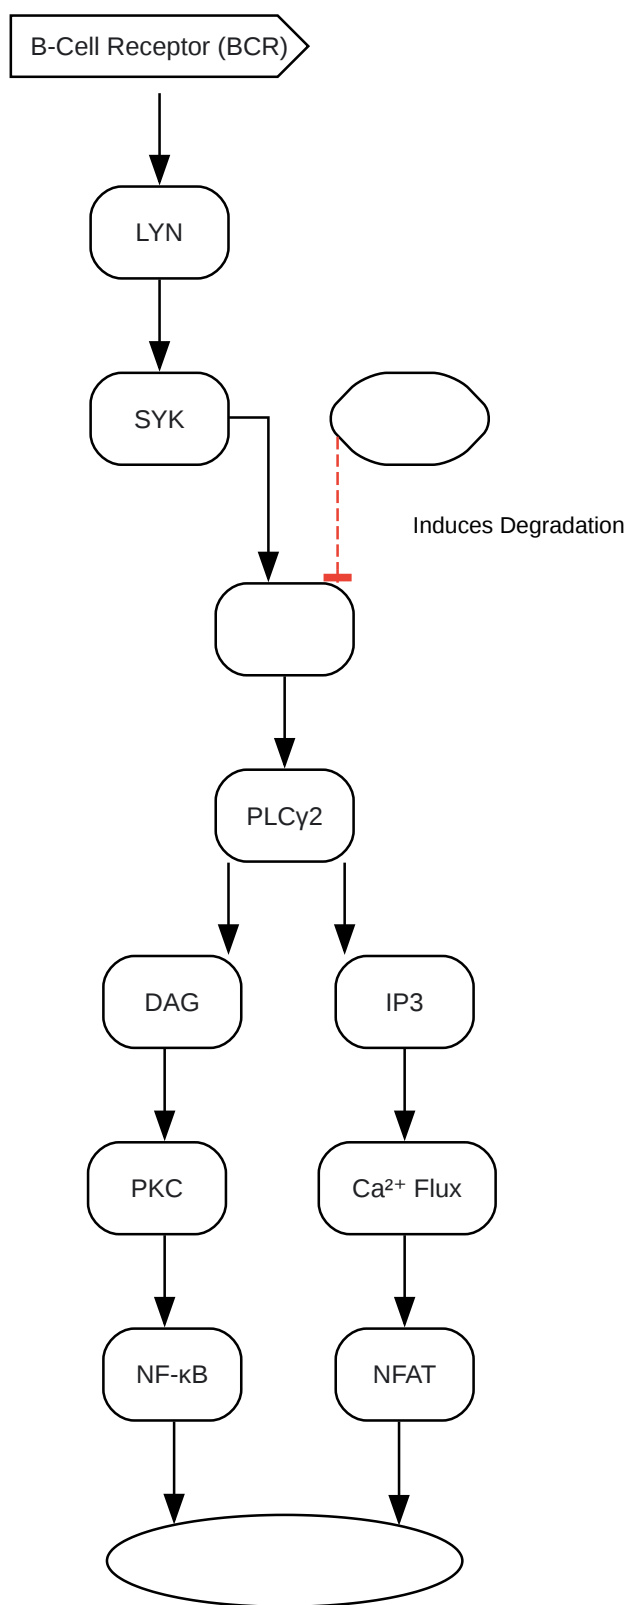 B-Cell Receptor (BCR)
LYN
SYK
Induces Degradation
PLCγ2
DAG
IP3
PKC
Ca²⁺ Flux
NF-κB
NFAT